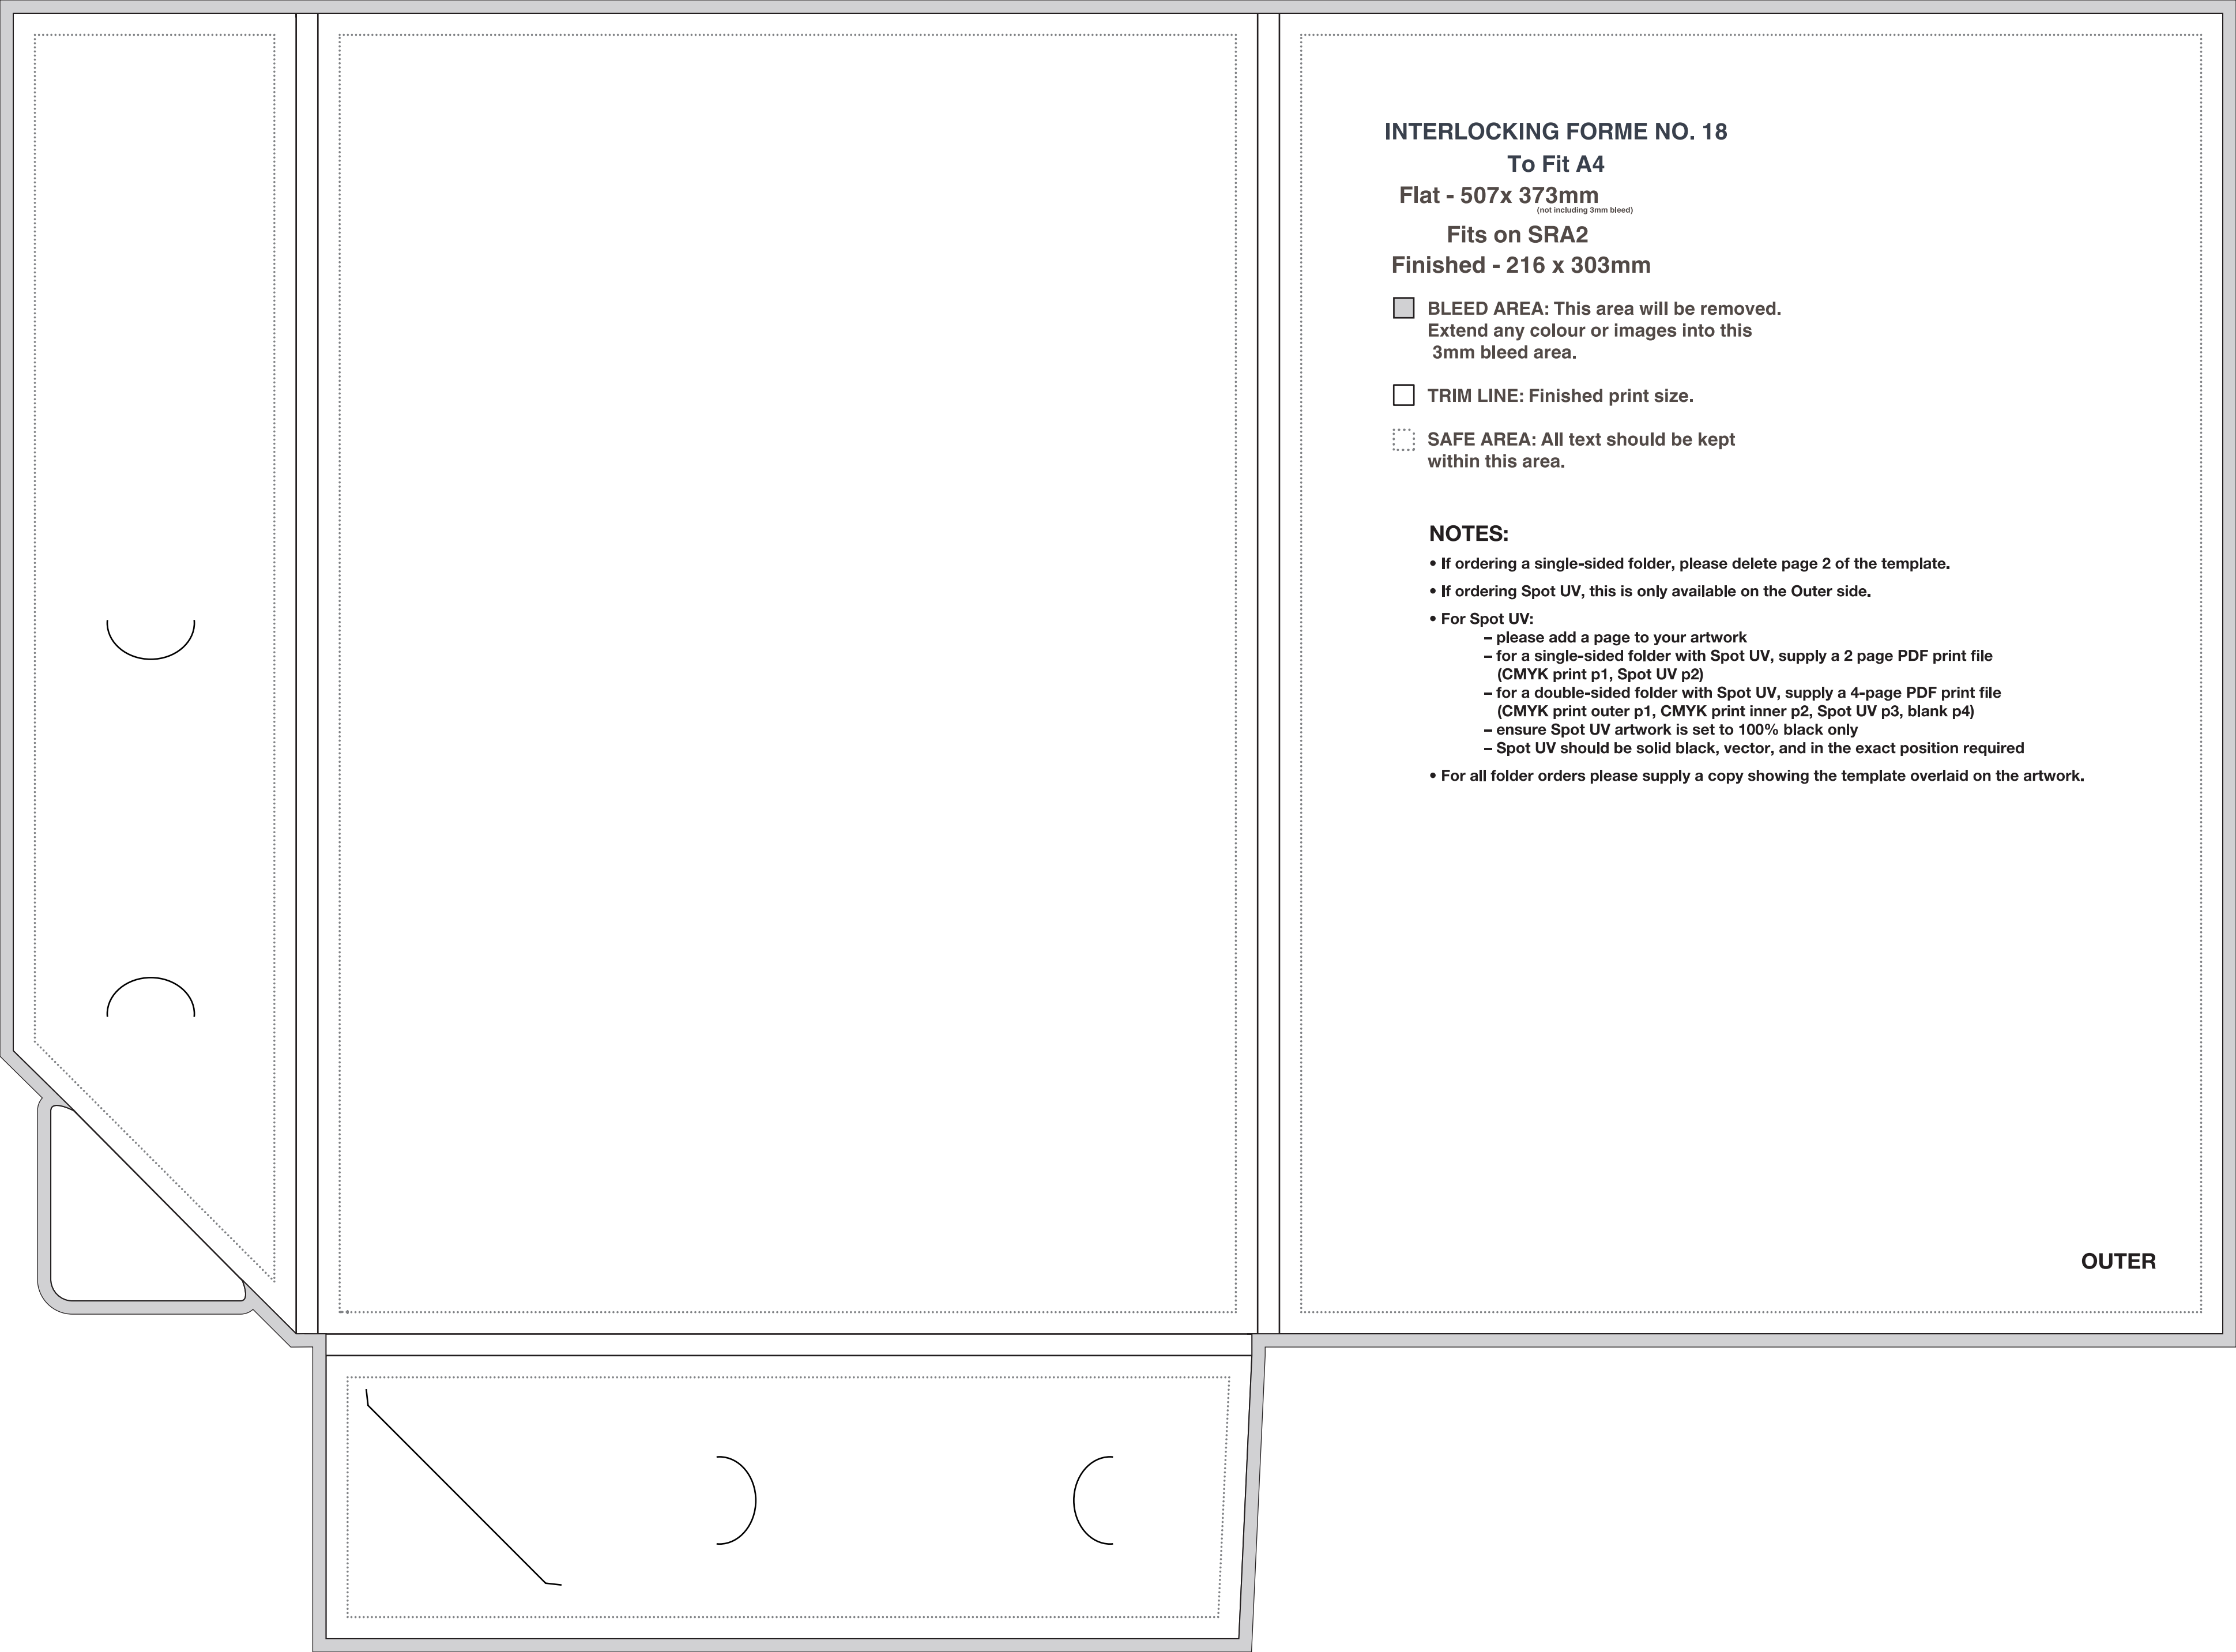 INTERLOCKING FORME NO. 18
To Fit A4
Flat - 507x 373mm
(not including 3mm bleed)
Fits on SRA2
Finished - 216 x 303mm
BLEED AREA: This area will be removed.
Extend any colour or images into this
3mm bleed area.
TRIM LINE: Finished print size.
SAFE AREA: All text should be kept
within this area.
NOTES:
• If ordering a single-sided folder, please delete page 2 of the template.
• If ordering Spot UV, this is only available on the Outer side.
• For Spot UV:
– please add a page to your artwork
– for a single-sided folder with Spot UV, supply a 2 page PDF print file
(CMYK print p1, Spot UV p2)
– for a double-sided folder with Spot UV, supply a 4-page PDF print file
(CMYK print outer p1, CMYK print inner p2, Spot UV p3, blank p4)
– ensure Spot UV artwork is set to 100% black only
– Spot UV should be solid black, vector, and in the exact position required
• For all folder orders please supply a copy showing the template overlaid on the artwork.
OUTER